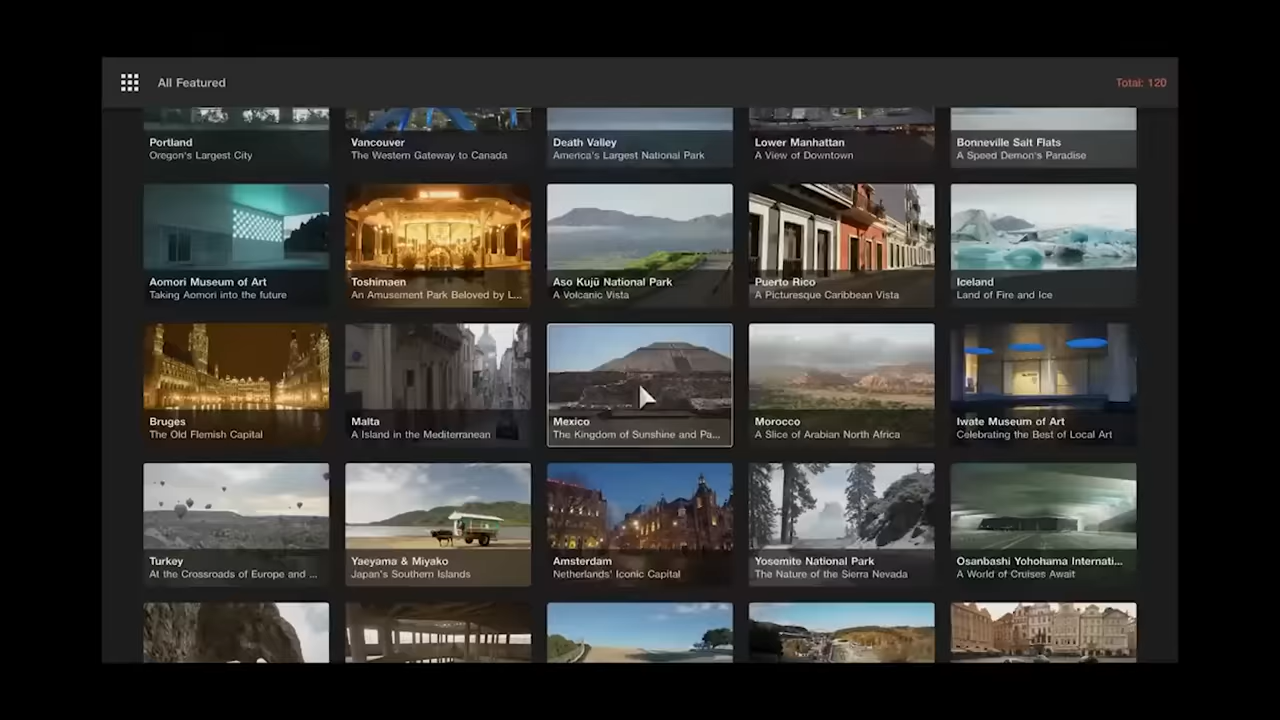 All Featured
Total: 120
Portland
Oregon's Largest City
Vancouver
The Western Gateway to Canada
Death Valley
America's Largest National Park
Lower Manhattan
A View of Downtown
Bonneville Salt Flats
A Speed Demon's Paradise
Aomori Museum of Art
Taking Aomori into the future
Toshimaen
An Amusement Park Beloved by L...
Aso Kujū National Park
A Volcanic Vista
Puerto Rico
A Picturesque Caribbean Vista
Iceland
Land of Fire and Ice
Bruges
The Old Flemish Capital
Malta
A Island in the Mediterranean
Mexico
The Kingdom of Sunshine and Pa...
Morocco
A Slice of Arabian North Africa
Iwate Museum of Art
Celebrating the Best of Local Art
Turkey
At the Crossroads of Europe and ...
Yaeyama & Miyako
Japan's Southern Islands
Amsterdam
Netherlands' Iconic Capital
Yosemite National Park
The Nature of the Sierra Nevada
Osanbashi Yohohama Internati...
A World of Cruises Await